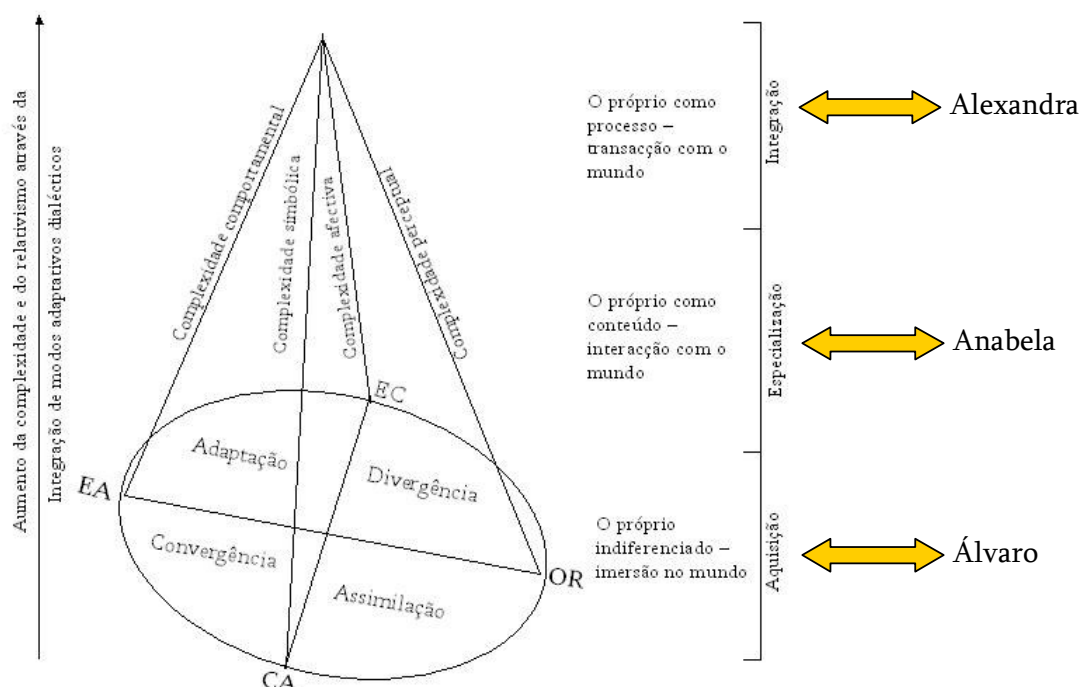 Aumento da complexidade e do relativismo através da
Integração de modos adaptativos dialécticos
Complexidade comportamental
Complexidade simbólica
Complexidade afectiva
Complexidade perceptual
EC
EA
Adaptação
Divergência
Convergência
Assimilação
OR
CA
O próprio como
processo –
transacção com o
mundo
Integração
Alexandra
O próprio como
conteúdo –
interacção com o
mundo
Especialização
Anabela
O próprio
indiferenciado –
imersão no mundo
Aquisição
Álvaro